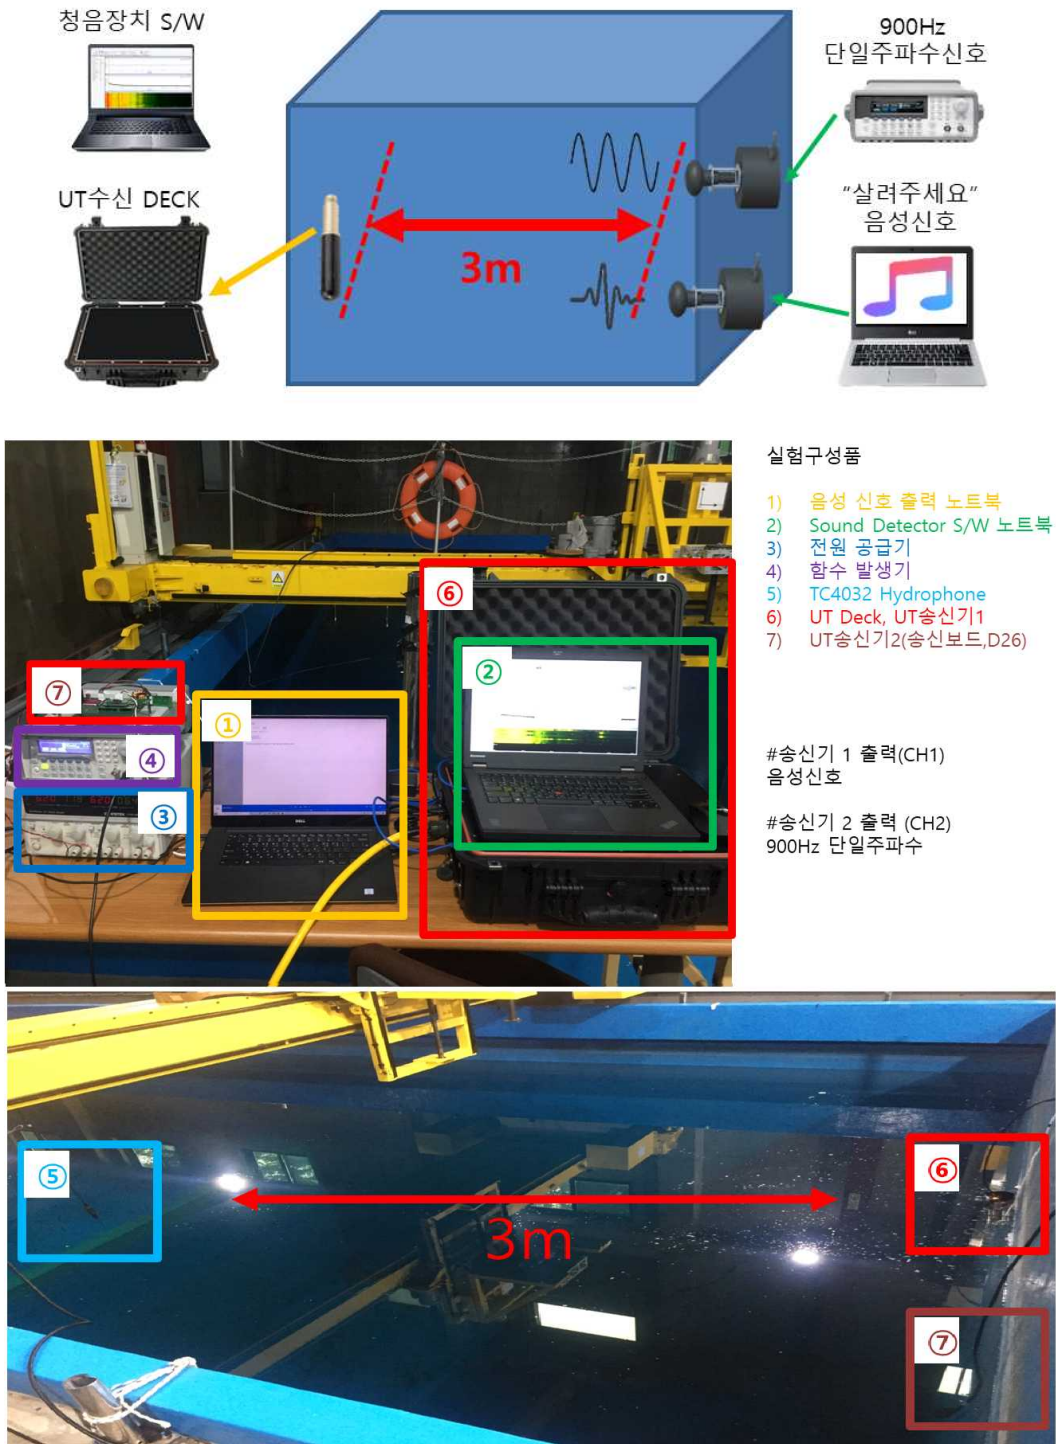 청음장치 S/W
900Hz
단일주파수신호
UT수신 DECK
“살려주세요”
음성신호
3m
실험구성품
1) 음성 신호 출력 노트북
2) Sound Detector S/W 노트북
3) 전원 공급기
4) 함수 발생기
5) TC4032 Hydrophone
6) UT Deck, UT송신기1
7) UT송신기2(송신보드,D26)
#송신기 1 출력(CH1)
음성신호
#송신기 2 출력 (CH2)
900Hz 단일주파수
⑥
②
⑦
①
④
③
DELL
⑤
⑥
3m
⑦